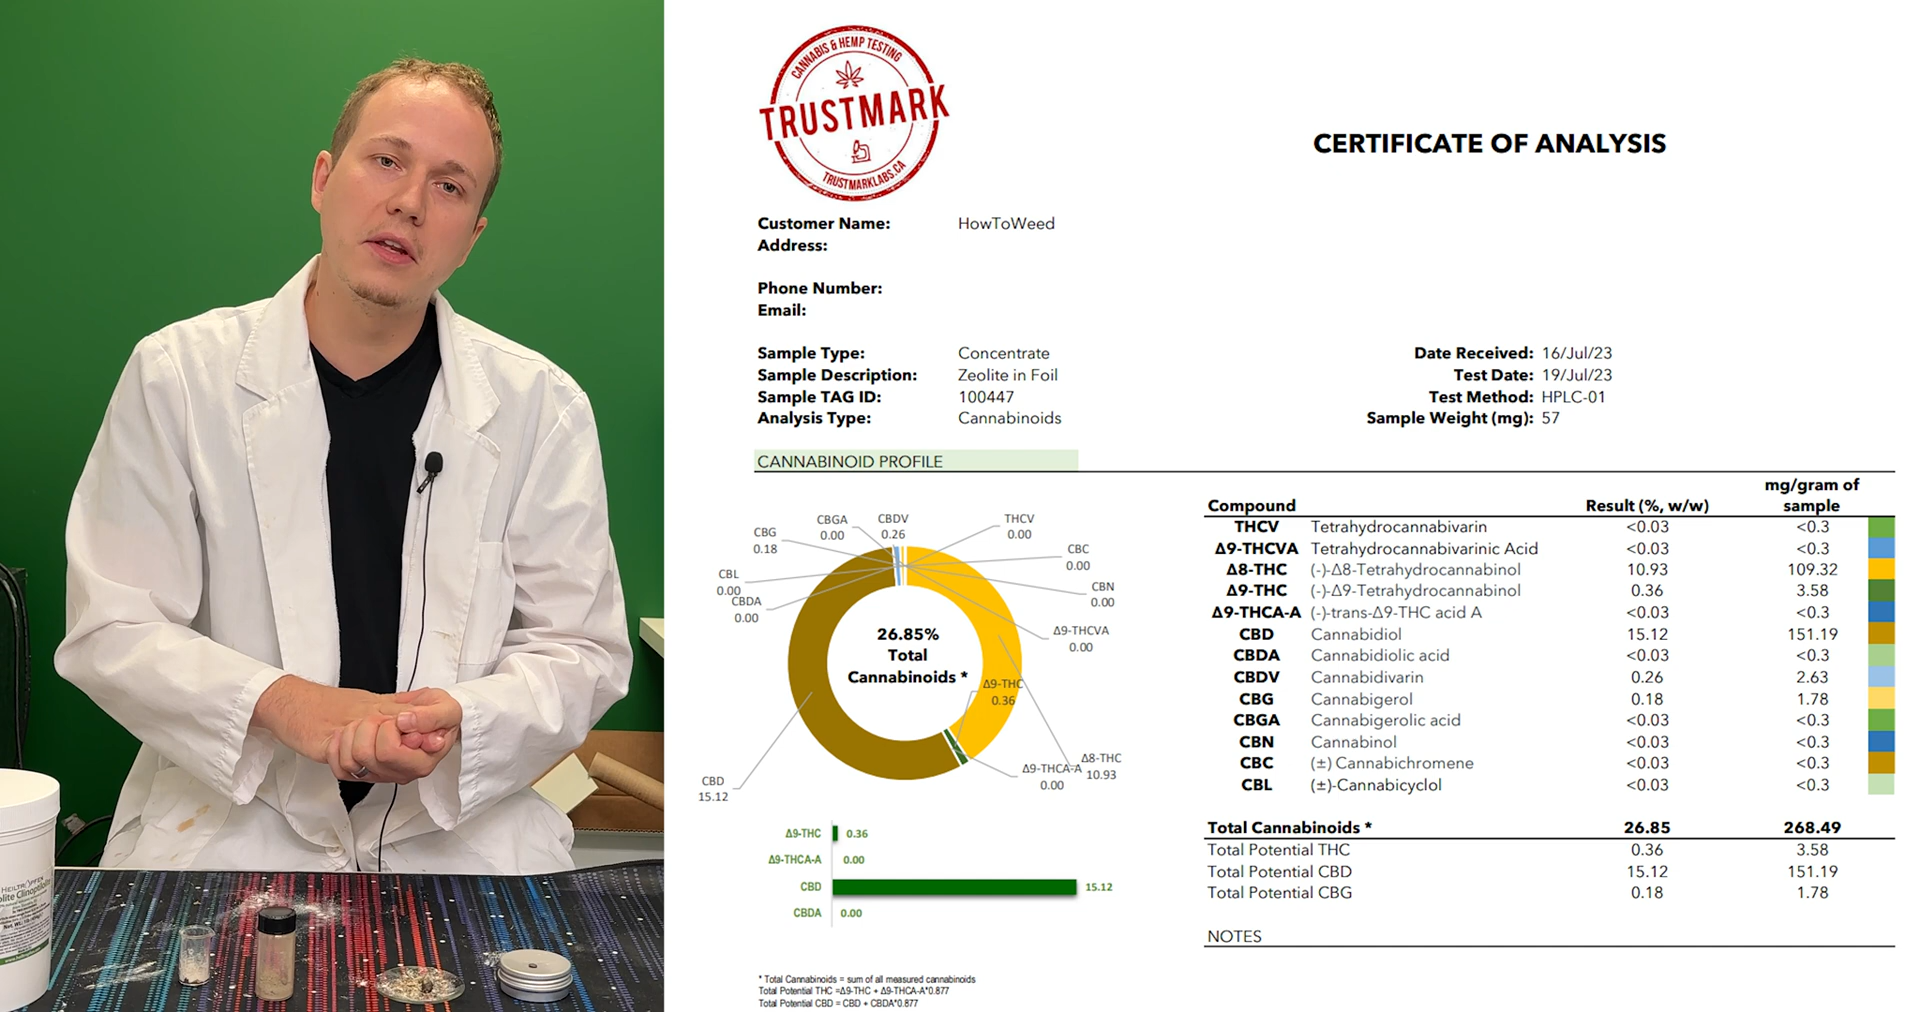 CANNABIS & HEMP TESTING
TRUSTMARK
TRUSTMARKLABS.CA
CERTIFICATE OF ANALYSIS
Customer Name: HowToWeed
Address:
Phone Number:
Email:
Sample Type: Concentrate
Sample Description: Zeolite in Foil
Sample TAG ID: 100447
Analysis Type: Cannabinoids
Date Received: 16/Jul/23
Test Date: 19/Jul/23
Test Method: HPLC-01
Sample Weight (mg): 57
CANNABINOID PROFILE
CBGA
0.00
CBDV
0.26
THCV
0.00
CBG
0.18
CBC
0.00
CBL
0.00
CBN
0.00
CBDA
0.00
Δ9-THCVA
0.00
26.85%
Total
Cannabinoids *
Δ9-THC
0.36
Δ8-THC
10.93
Δ9-THCA-A
0.00
CBD
15.12
Δ9-THC 0.36
Δ9-THCA-A 0.00
CBD 15.12
CBDA 0.00
Compound Result (%, w/w) mg/gram of sample
THCV Tetrahydrocannabivarin <0.03 <0.3
Δ9-THCVA Tetrahydrocannabivarinic Acid <0.03 <0.3
Δ8-THC (-)-Δ8-Tetrahydrocannabinol 10.93 109.32
Δ9-THC (-)-Δ9-Tetrahydrocannabinol 0.36 3.58
Δ9-THCA-A (-)-trans-Δ9-THC acid A <0.03 <0.3
CBD Cannabidiol 15.12 151.19
CBDA Cannabidiolic acid <0.03 <0.3
CBDV Cannabidivarin 0.26 2.63
CBG Cannabigerol 0.18 1.78
CBGA Cannabigerolic acid <0.03 <0.3
CBN Cannabinol <0.03 <0.3
CBC (±) Cannabichromene <0.03 <0.3
CBL (±)-Cannabicyclol <0.03 <0.3
Total Cannabinoids * 26.85 268.49
Total Potential THC 0.36 3.58
Total Potential CBD 15.12 151.19
Total Potential CBG 0.18 1.78
NOTES
* Total Cannabinoids = sum of all measured cannabinoids
Total Potential THC =Δ9-THC + Δ9-THCA-A*0.877
Total Potential CBD = CBD + CBDA*0.877
HEILTROPFEN